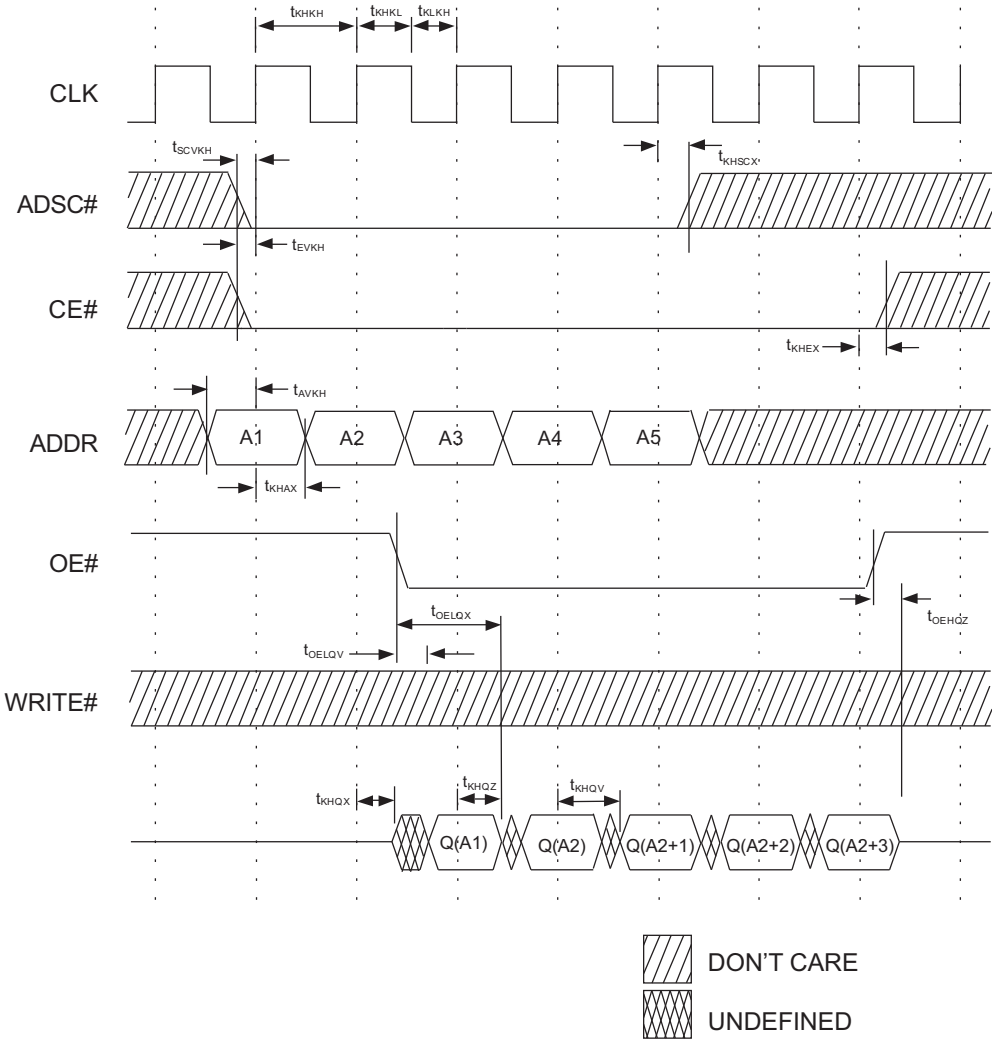 tKHKH tKHKL tKLKH
CLK
tSCVKH tKHSCX
ADSC#
tEVKH
CE#
tKHEX
tAVKH
ADDR A1 A2 A3 A4 A5
tKHAX
OE#
tOELQX tOEHQZ
tOELQV
WRITE#
tKHQX tKHQZ tKHQV
Q(A1) Q(A2) Q(A2+1) Q(A2+2) Q(A2+3)
DON'T CARE
UNDEFINED